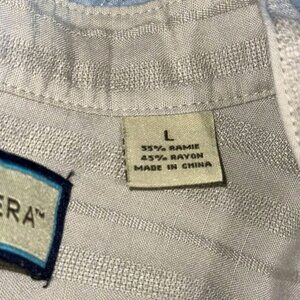 L
55% RAMIE
45% RAYON
MADE IN CHINA
ERA™